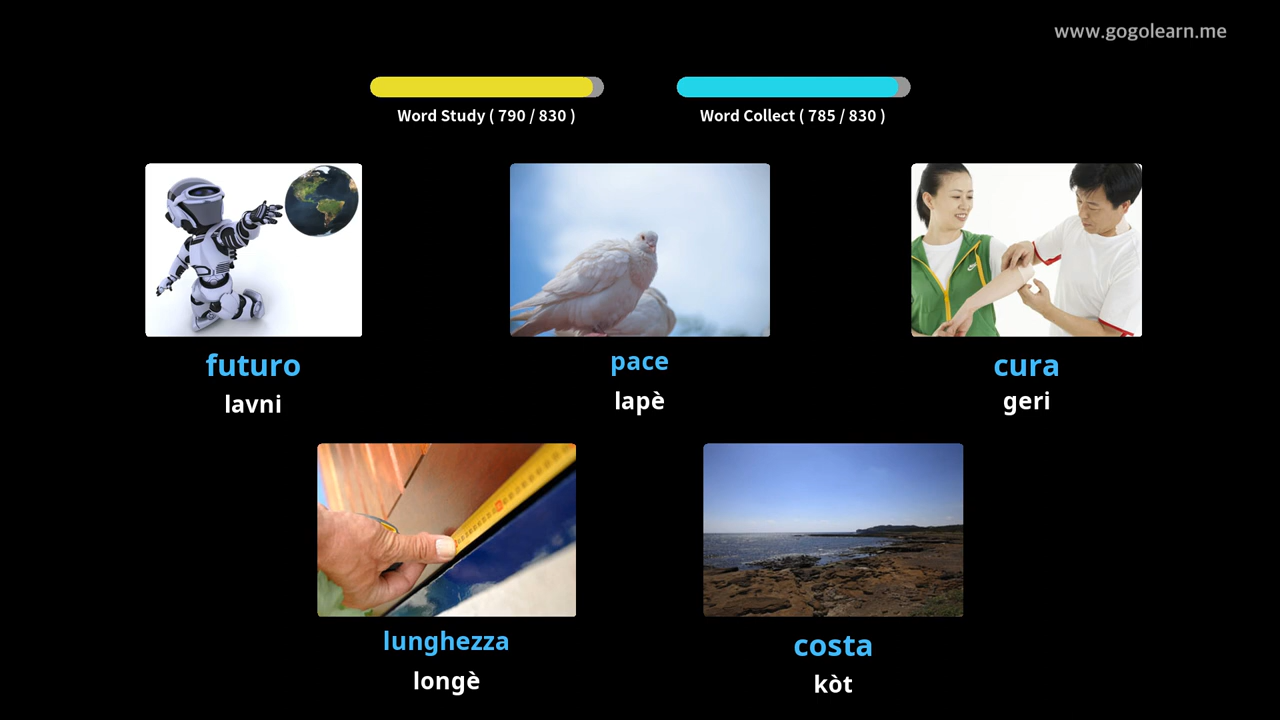 www.gogolearn.me
Word Study ( 790 / 830 )
Word Collect ( 785 / 830 )
futuro
lavni
pace
lapè
cura
geri
lunghezza
longè
costa
kòt